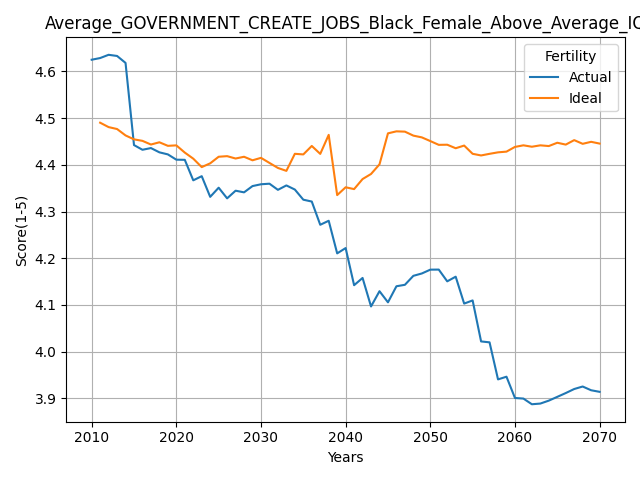 Average_GOVERNMENT_CREATE_JOBS_Black_Female_Above_Average_IQ
Fertility
Actual
Ideal
Score(1-5)
4.6
4.5
4.4
4.3
4.2
4.1
4.0
3.9
2010 2020 2030 2040 2050 2060 2070
Years